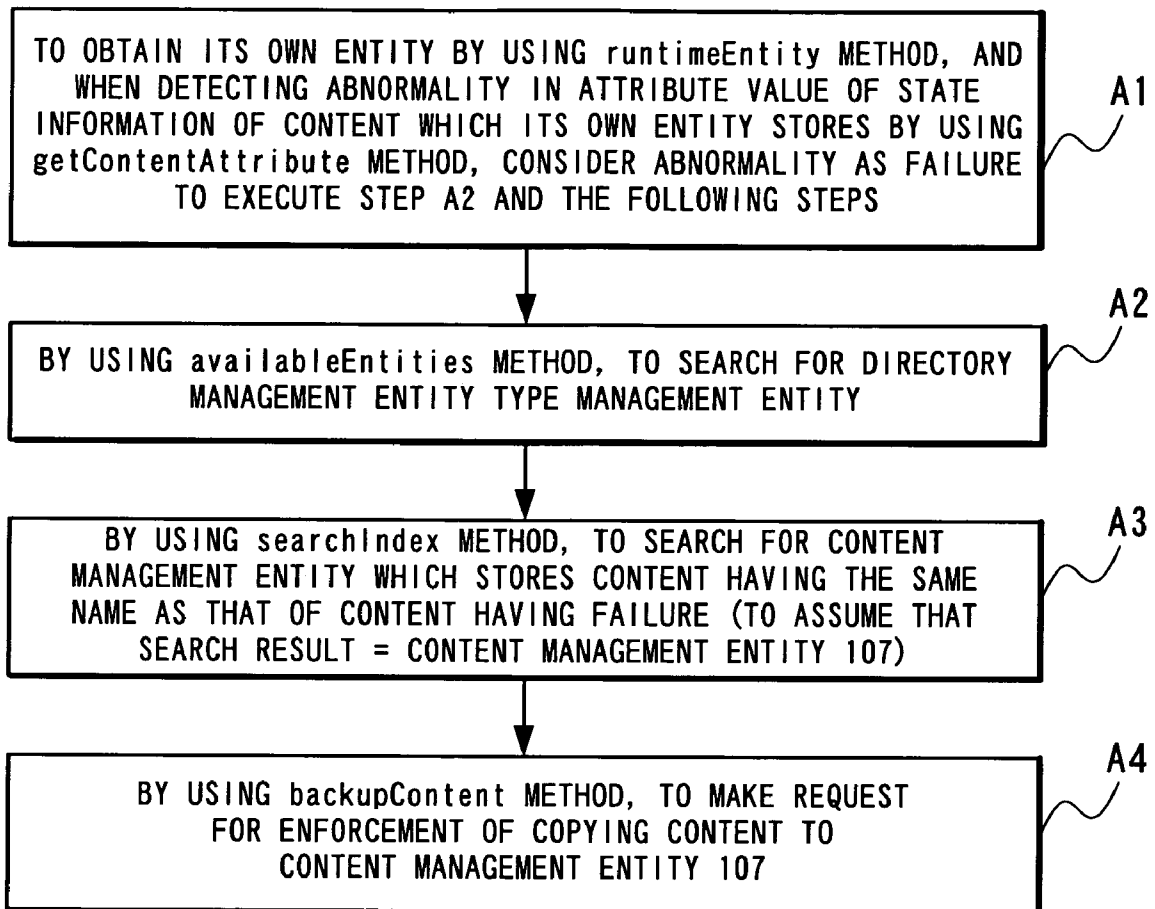 TO OBTAIN ITS OWN ENTITY BY USING runtimeEntity METHOD, AND
WHEN DETECTING ABNORMALITY IN ATTRIBUTE VALUE OF STATE
INFORMATION OF CONTENT WHICH ITS OWN ENTITY STORES BY USING
getContentAttribute METHOD, CONSIDER ABNORMALITY AS FAILURE
TO EXECUTE STEP A2 AND THE FOLLOWING STEPS
A1
A2
BY USING availableEntities METHOD, TO SEARCH FOR DIRECTORY
MANAGEMENT ENTITY TYPE MANAGEMENT ENTITY
A3
BY USING searchIndex METHOD, TO SEARCH FOR CONTENT
MANAGEMENT ENTITY WHICH STORES CONTENT HAVING THE SAME
NAME AS THAT OF CONTENT HAVING FAILURE (TO ASSUME THAT
SEARCH RESULT = CONTENT MANAGEMENT ENTITY 107)
A4
BY USING backupContent METHOD, TO MAKE REQUEST
FOR ENFORCEMENT OF COPYING CONTENT TO
CONTENT MANAGEMENT ENTITY 107